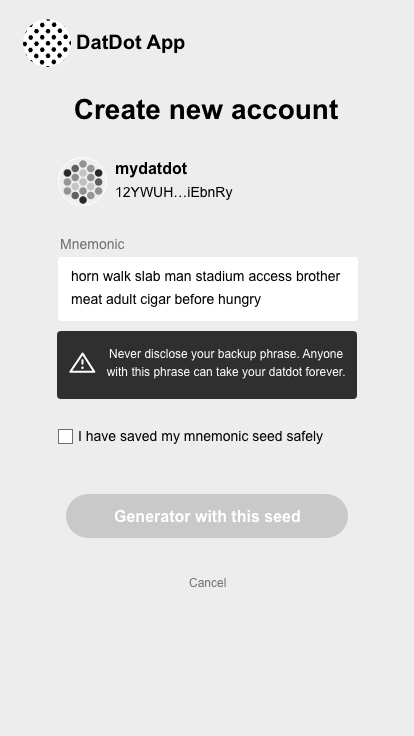 DatDot App
Create new account
mydatdot
12YWUH…iEbnRy
Mnemonic
horn walk slab man stadium access brother
meat adult cigar before hungry
Never disclose your backup phrase. Anyone
with this phrase can take your datdot forever.
I have saved my mnemonic seed safely
Generator with this seed
Cancel